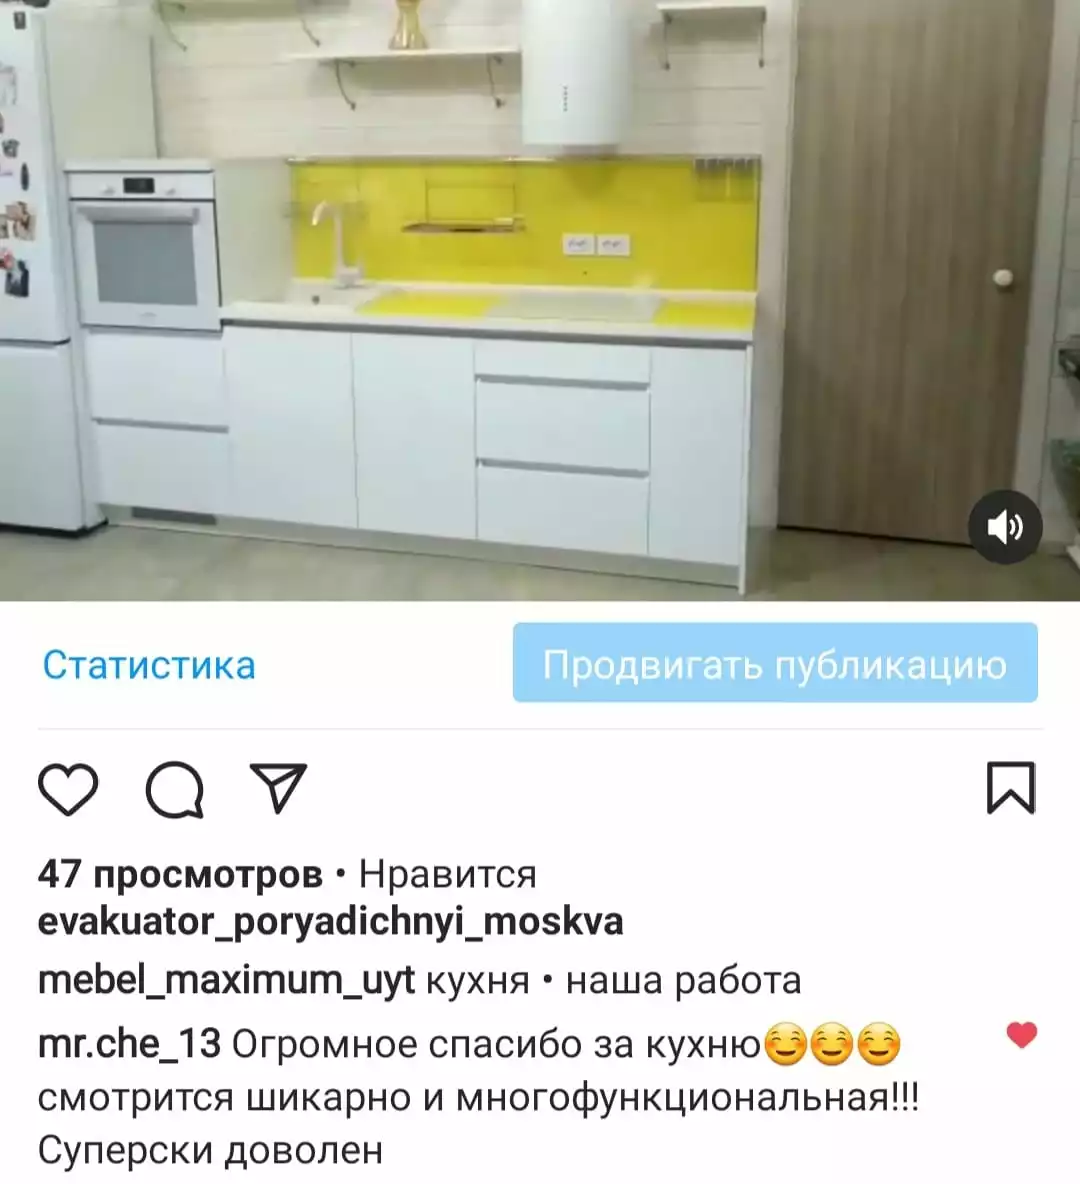 Статистика
Продвигать публикацию
47 просмотров • Нравится
evakuator_poryadichnyi_moskva
mebel_maximum_uyt кухня • наша работа
mr.che_13 Огромное спасибо за кухню😊😊😊
смотрится шикарно и многофункциональная!!!
Суперски доволен